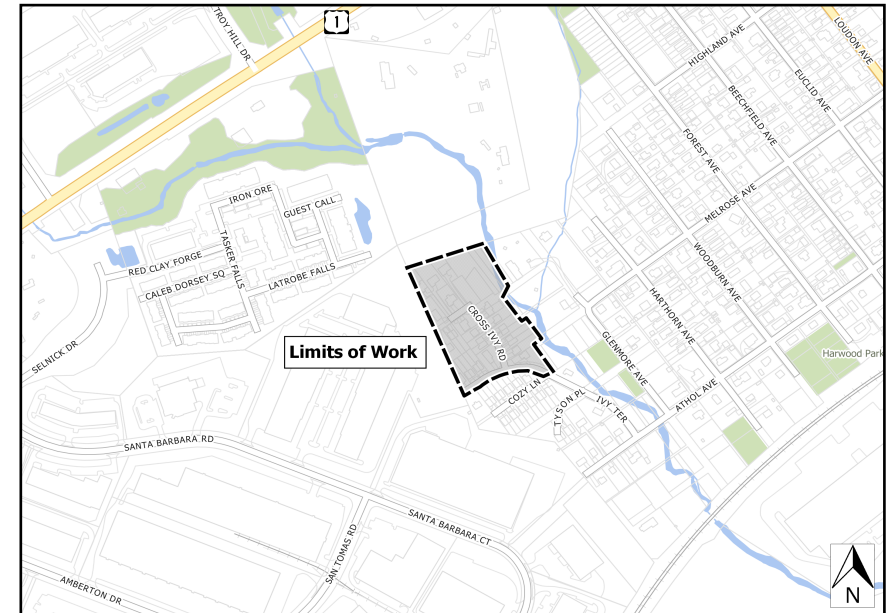 TROY HILL DR
1
LOUDON AVE
HIGHLAND AVE
EUCLID AVE
BEECHFIELD AVE
FOREST AVE
MELROSE AVE
IRON ORE
GUEST CALL
TASKER FALLS
RED CLAY FORGE
LATROBE FALLS
CALEB DORSEY SQ
WOODBURN AVE
HARTHORN AVE
SELNICK DR
Limits of Work
CROSS IVY RD
GLENMORE AVE
Harwood Park
COZY LN
TYSON PL
IVY TER
ATHOL AVE
SANTA BARBARA RD
SANTA BARBARA CT
SAN TOMAS RD
AMBERTON DR
N